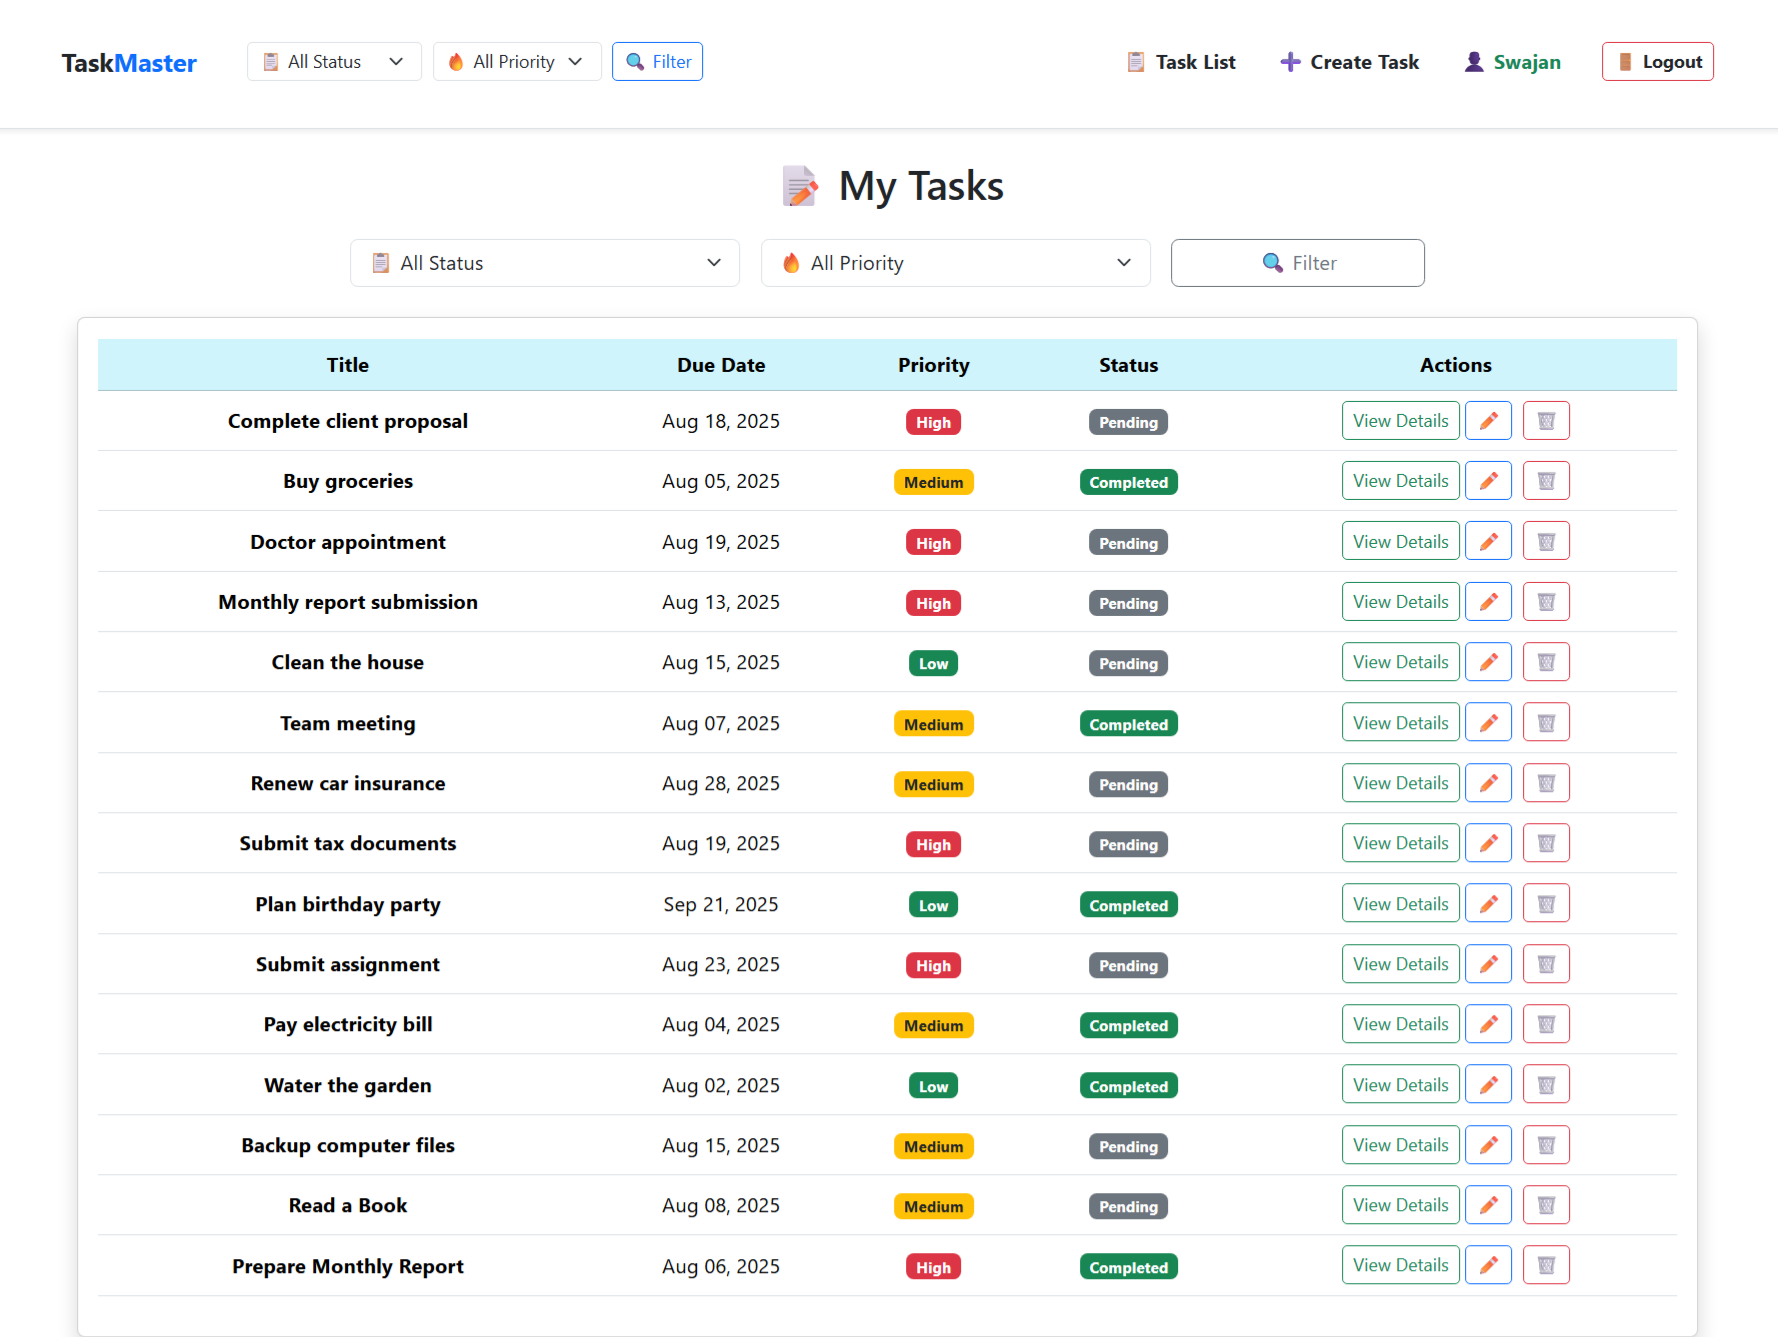 TaskMaster All Status All Priority Filter Task List Create Task Swajan Logout
My Tasks
All Status All Priority Filter
Title Due Date Priority Status Actions
Complete client proposal Aug 18, 2025 High Pending View Details
Buy groceries Aug 05, 2025 Medium Completed View Details
Doctor appointment Aug 19, 2025 High Pending View Details
Monthly report submission Aug 13, 2025 High Pending View Details
Clean the house Aug 15, 2025 Low Pending View Details
Team meeting Aug 07, 2025 Medium Completed View Details
Renew car insurance Aug 28, 2025 Medium Pending View Details
Submit tax documents Aug 19, 2025 High Pending View Details
Plan birthday party Sep 21, 2025 Low Completed View Details
Submit assignment Aug 23, 2025 High Pending View Details
Pay electricity bill Aug 04, 2025 Medium Completed View Details
Water the garden Aug 02, 2025 Low Completed View Details
Backup computer files Aug 15, 2025 Medium Pending View Details
Read a Book Aug 08, 2025 Medium Pending View Details
Prepare Monthly Report Aug 06, 2025 High Completed View Details